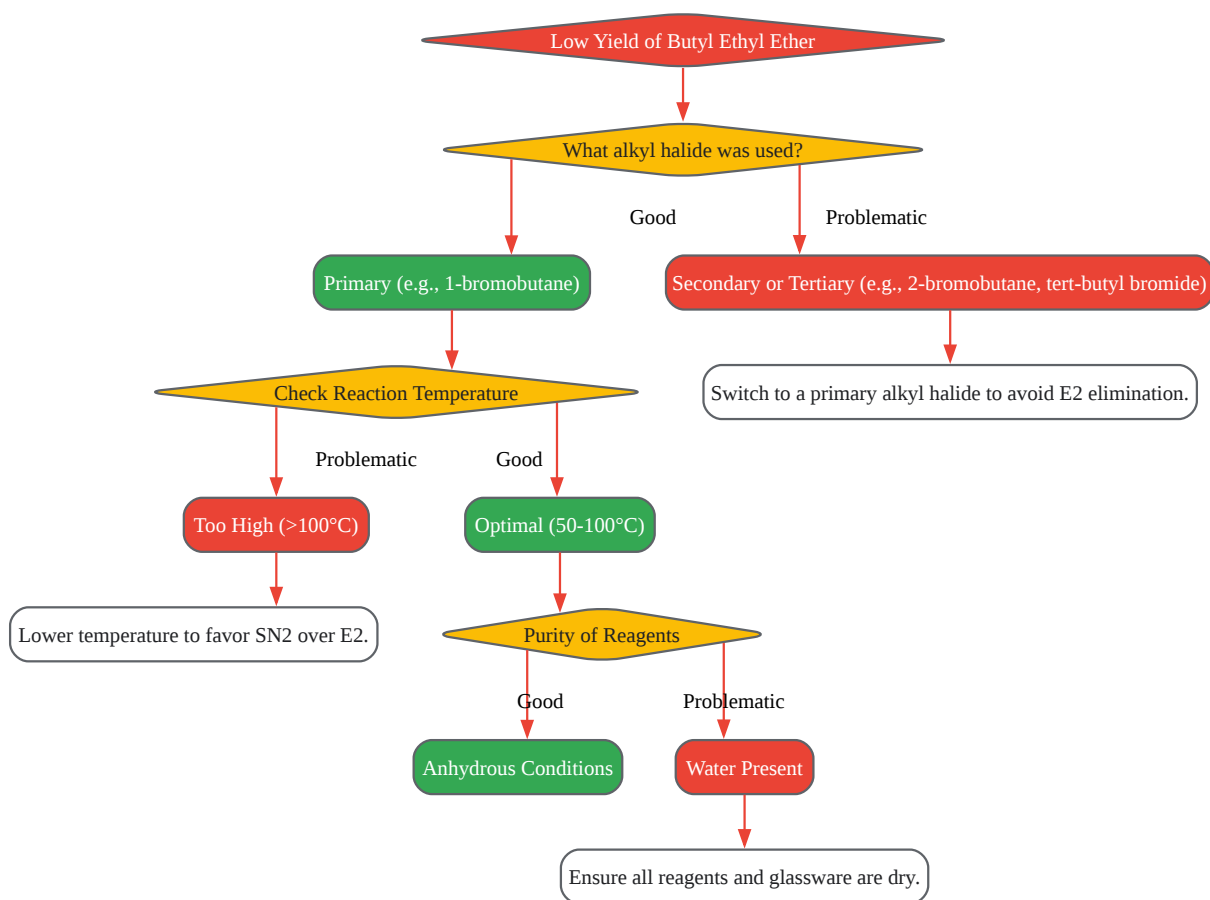 Low Yield of Butyl Ethyl Ether
What alkyl halide was used?
Good
Problematic
Primary (e.g., 1-bromobutane)
Secondary or Tertiary (e.g., 2-bromobutane, tert-butyl bromide)
Check Reaction Temperature
Switch to a primary alkyl halide to avoid E2 elimination.
Problematic
Good
Too High (>100°C)
Optimal (50-100°C)
Lower temperature to favor SN2 over E2.
Purity of Reagents
Good
Problematic
Anhydrous Conditions
Water Present
Ensure all reagents and glassware are dry.